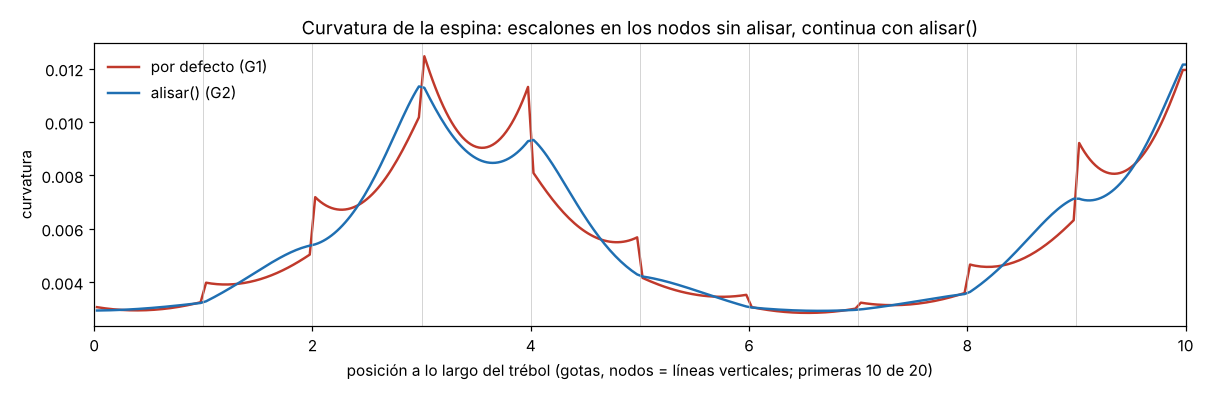 Curvatura de la espina: escalones en los nodos sin alisar, continua con alisar()
por defecto (G1)
alisar() (G2)
curvatura
0.012
0.010
0.008
0.006
0.004
0 2 4 6 8 10
posición a lo largo del trébol (gotas, nodos = líneas verticales; primeras 10 de 20)